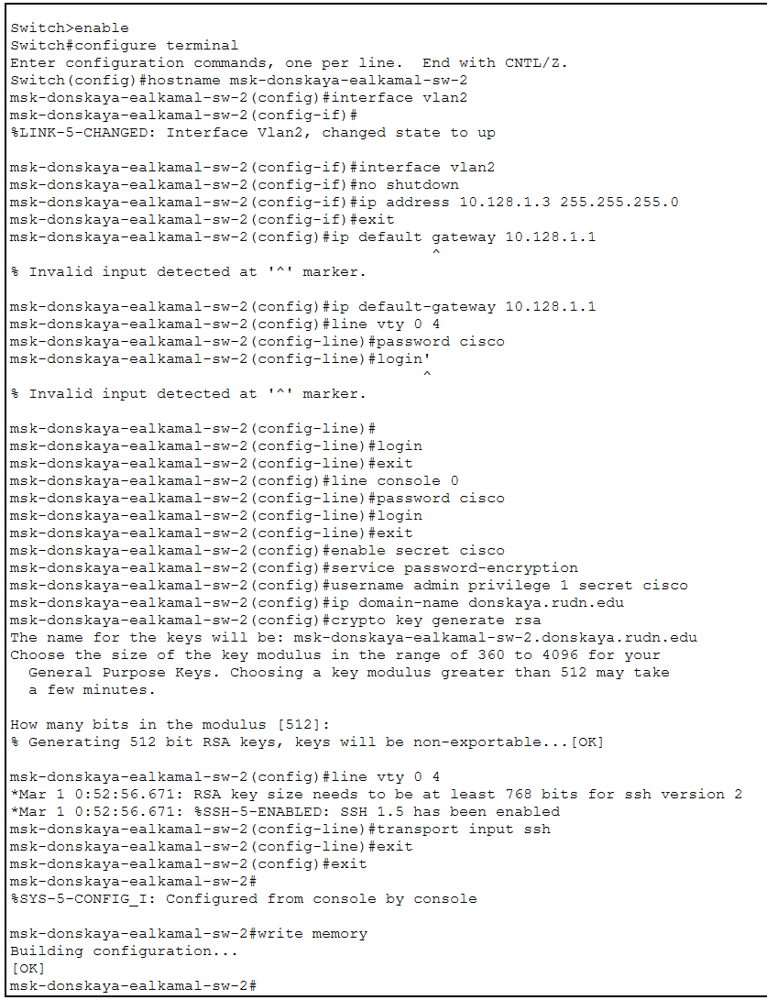 Switch>enable
Switch#configure terminal
Enter configuration commands, one per line.  End with CNTL/Z.
Switch(config)#hostname msk-donskaya-ealkamal-sw-2
msk-donskaya-ealkamal-sw-2(config)#interface vlan2
msk-donskaya-ealkamal-sw-2(config-if)#
%LINK-5-CHANGED: Interface Vlan2, changed state to up

msk-donskaya-ealkamal-sw-2(config-if)#interface vlan2
msk-donskaya-ealkamal-sw-2(config-if)#no shutdown
msk-donskaya-ealkamal-sw-2(config-if)#ip address 10.128.1.3 255.255.255.0
msk-donskaya-ealkamal-sw-2(config-if)#exit
msk-donskaya-ealkamal-sw-2(config)#ip default gateway 10.128.1.1
                                              ^
% Invalid input detected at '^' marker.

msk-donskaya-ealkamal-sw-2(config)#ip default-gateway 10.128.1.1
msk-donskaya-ealkamal-sw-2(config)#line vty 0 4
msk-donskaya-ealkamal-sw-2(config-line)#password cisco
msk-donskaya-ealkamal-sw-2(config-line)#login'
                                             ^
% Invalid input detected at '^' marker.

msk-donskaya-ealkamal-sw-2(config-line)#
msk-donskaya-ealkamal-sw-2(config-line)#login
msk-donskaya-ealkamal-sw-2(config-line)#exit
msk-donskaya-ealkamal-sw-2(config)#line console 0
msk-donskaya-ealkamal-sw-2(config-line)#password cisco
msk-donskaya-ealkamal-sw-2(config-line)#login
msk-donskaya-ealkamal-sw-2(config-line)#exit
msk-donskaya-ealkamal-sw-2(config)#enable secret cisco
msk-donskaya-ealkamal-sw-2(config)#service password-encryption
msk-donskaya-ealkamal-sw-2(config)#username admin privilege 1 secret cisco
msk-donskaya-ealkamal-sw-2(config)#ip domain-name donskaya.rudn.edu
msk-donskaya-ealkamal-sw-2(config)#crypto key generate rsa
The name for the keys will be: msk-donskaya-ealkamal-sw-2.donskaya.rudn.edu
Choose the size of the key modulus in the range of 360 to 4096 for your
  General Purpose Keys. Choosing a key modulus greater than 512 may take
  a few minutes.

How many bits in the modulus [512]:
% Generating 512 bit RSA keys, keys will be non-exportable...[OK]

msk-donskaya-ealkamal-sw-2(config)#line vty 0 4
*Mar 1 0:52:56.671: RSA key size needs to be at least 768 bits for ssh version 2
*Mar 1 0:52:56.671: %SSH-5-ENABLED: SSH 1.5 has been enabled
msk-donskaya-ealkamal-sw-2(config-line)#transport input ssh
msk-donskaya-ealkamal-sw-2(config-line)#exit
msk-donskaya-ealkamal-sw-2(config)#exit
msk-donskaya-ealkamal-sw-2#
%SYS-5-CONFIG_I: Configured from console by console

msk-donskaya-ealkamal-sw-2#write memory
Building configuration...
[OK]
msk-donskaya-ealkamal-sw-2#